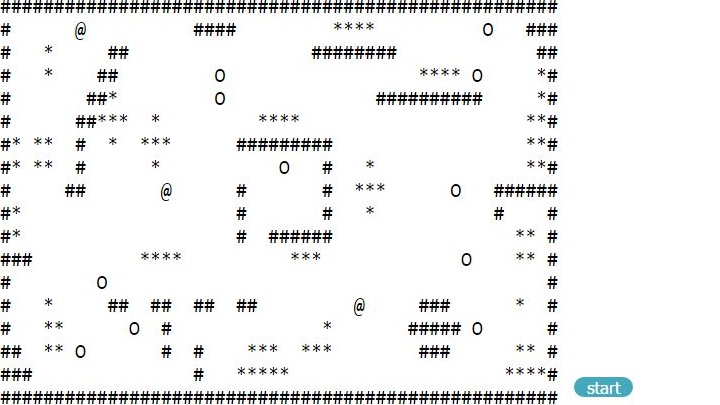 ####################################################
#      @          ####         ****          O   ###
#   *     ##                 ########             ##
#   *    ##         O                  **** O     *#
#       ##*         O              ##########     *#
#      ##***  *         ****                     **#
#* **  #  *  ***      #########                  **#
#* **  #      *           O   #   *              **#
#     ##       @      #       #  ***      O   ######
#*                    #       #   *           #    #
#*                    #  ######                 ** #
###          ****          ***             O    ** #
#        O                                         #
#   *     ##  ##  ##  ##         @     ###      *  #
#   **      O  #              *       ##### O      #
##  ** O       #  #    ***  ***        ###      ** #
###               #   *****                    ****#
start
####################################################